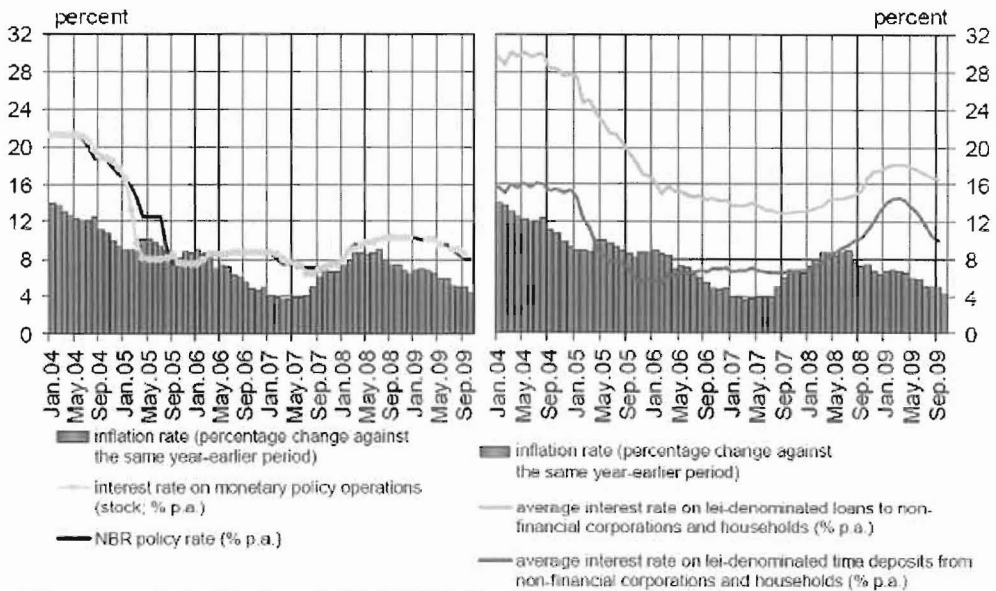 percent
32
28
24
20
16
12
8
4
0
Jan.04
May.04
Sep.04
Jan.05
May.05
Sep.05
Jan.06
May.06
Sep.06
Jan.07
May.07
Sep.07
Jan.08
May.08
Sep.08
Jan.09
May.09
Sep.09
inflation rate (percentage change against
the same year-earlier period)
interest rate on monetary policy operations
(stock; % p.a.)
NBR policy rate (% p.a.)
percent
32
28
24
20
16
12
8
4
0
Jan.04
May.04
Sep.04
Jan.05
May.05
Sep.05
Jan.06
May.06
Sep.06
Jan.07
May.07
Sep.07
Jan.08
May.08
Sep.08
Jan.09
May.09
Sep.09
inflation rate (percentage change against
the same year-earlier period)
average interest rate on lei-denominated loans to non-
financial corporations and households (% p.a.)
average interest rate on lei-denominated time deposits from
non-financial corporations and households (% p.a.)